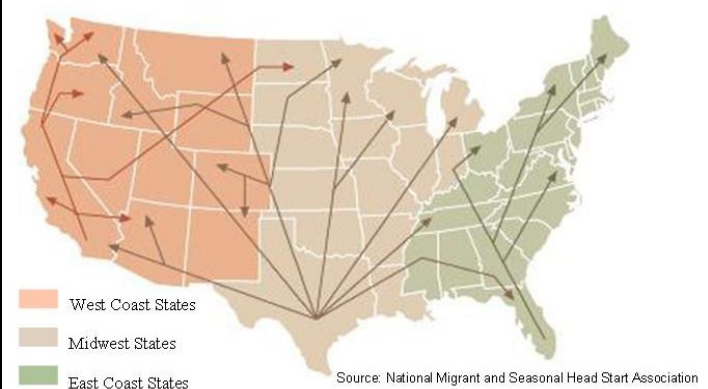 West Coast States
Midwest States
East Coast States
Source: National Migrant and Seasonal Head Start Association